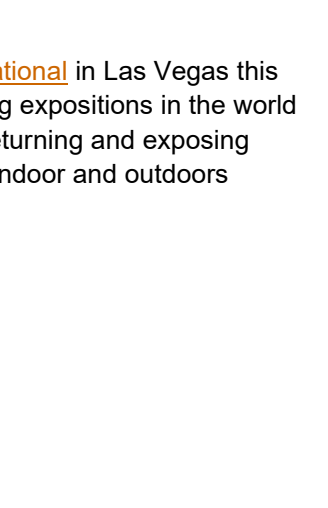 ational in Las Vegas this
g expositions in the world
eturning and exposing
ndoor and outdoors